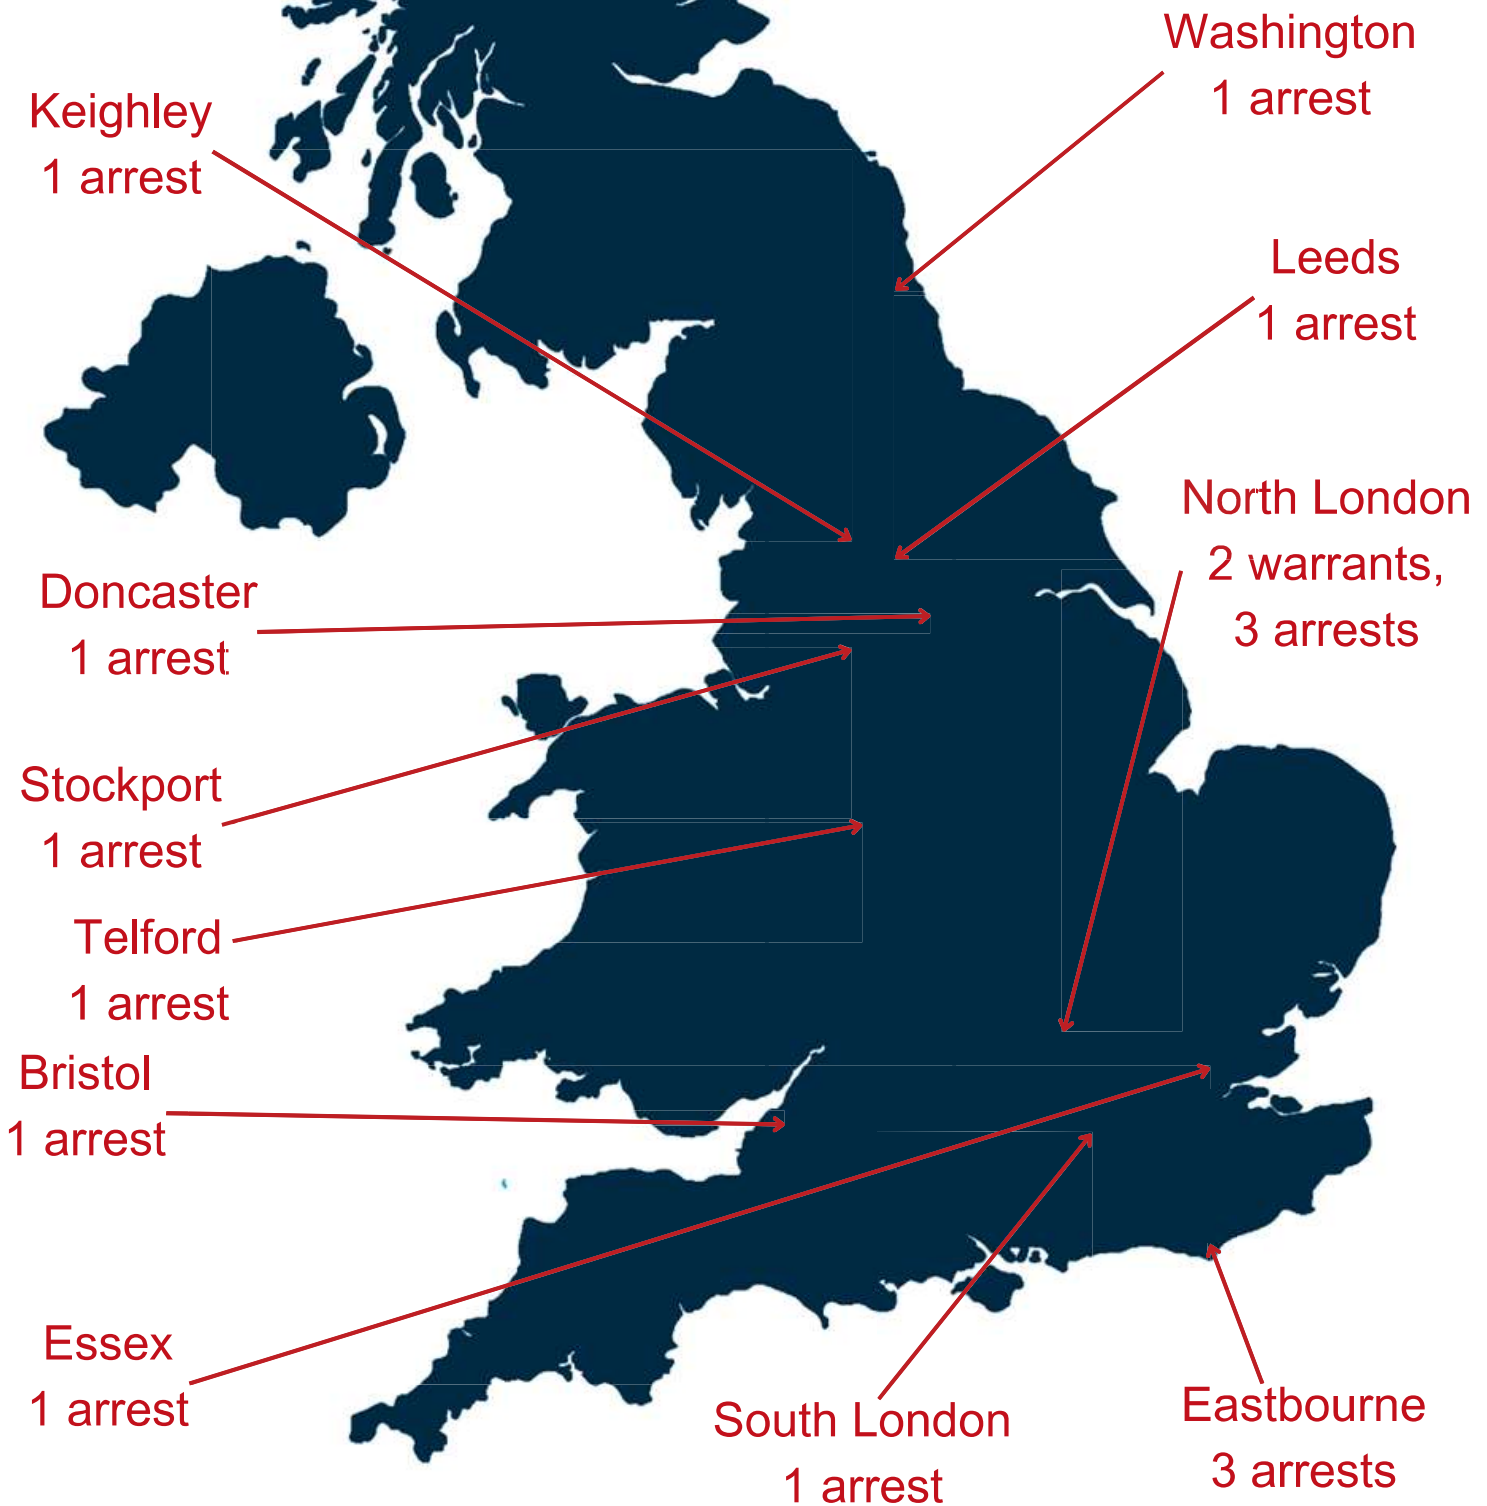 Washington
1 arrest
Keighley
1 arrest
Leeds
1 arrest
North London
2 warrants,
3 arrests
Doncaster
1 arrest
Stockport
1 arrest
Telford
1 arrest
Bristol
1 arrest
Essex
1 arrest
South London
1 arrest
Eastbourne
3 arrests